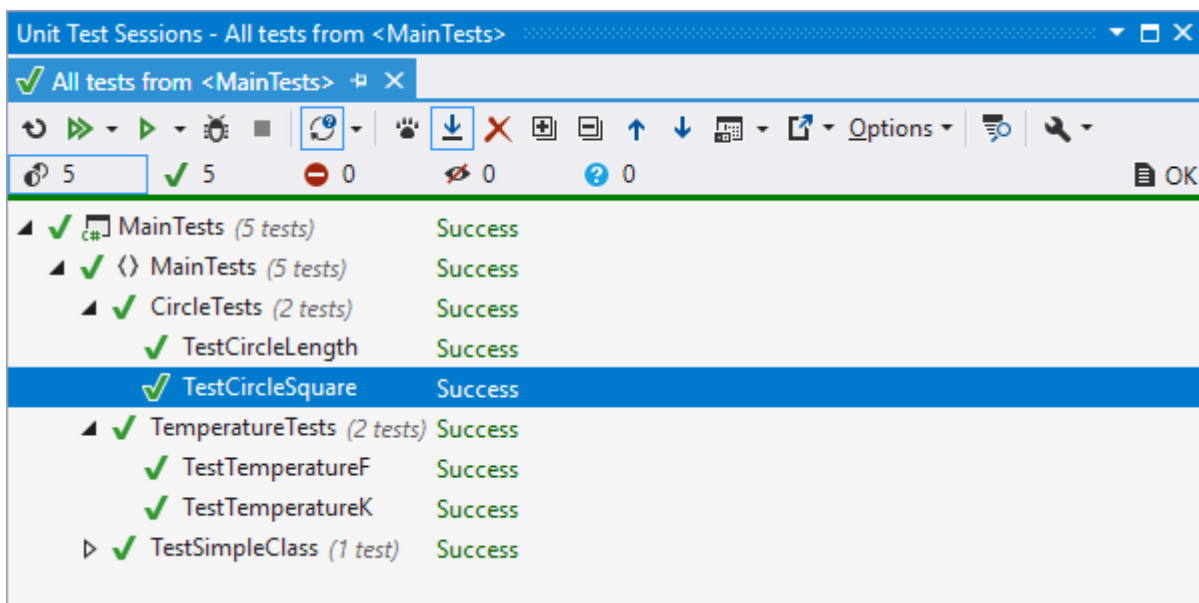 Unit Test Sessions - All tests from <MainTests>
All tests from <MainTests>
Options
5 5 0 0 0 OK
MainTests (5 tests) Success
MainTests (5 tests) Success
CircleTests (2 tests) Success
TestCircleLength Success
TestCircleSquare Success
TemperatureTests (2 tests) Success
TestTemperatureF Success
TestTemperatureK Success
TestSimpleClass (1 test) Success